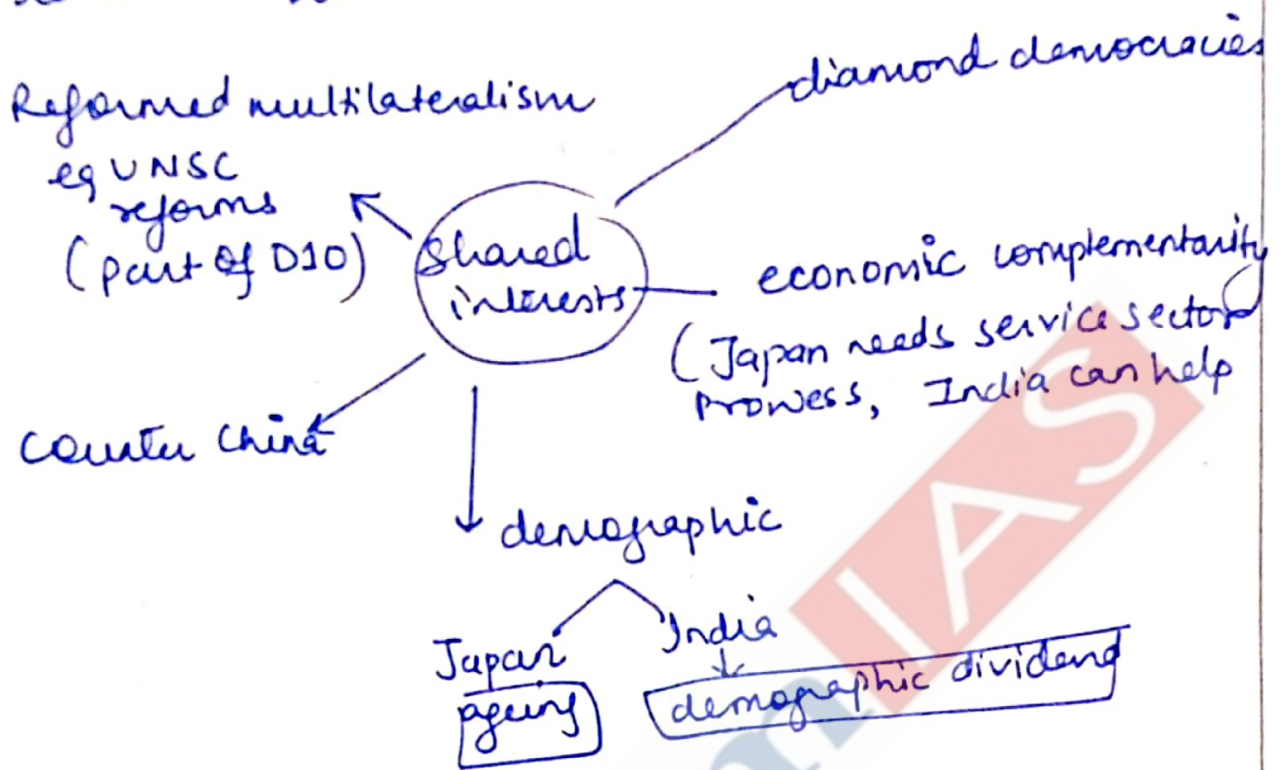 diamond democracies
Reformed multilateralism
eg UNSC
reforms
(part of D10)
Shared
interests
economic complementarity
(Japan needs service sector
prowess, India can help
Counter China
demographic
Japan
ageing
India
demographic dividend
IAS